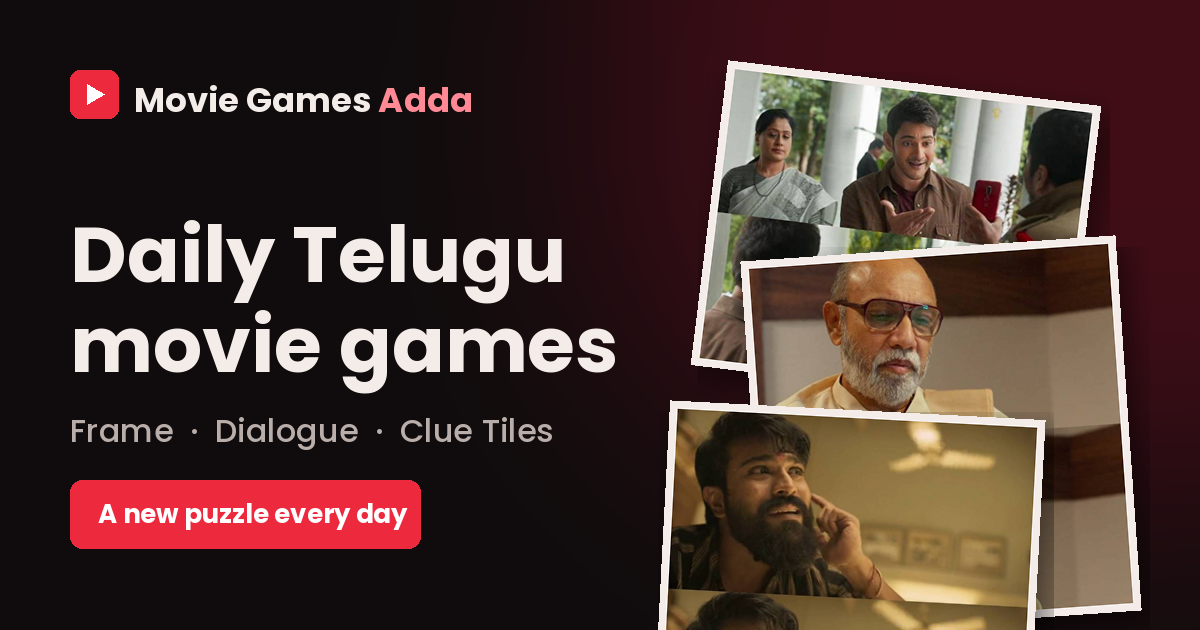 Movie Games Adda
Daily Telugu
movie games
Frame · Dialogue · Clue Tiles
A new puzzle every day